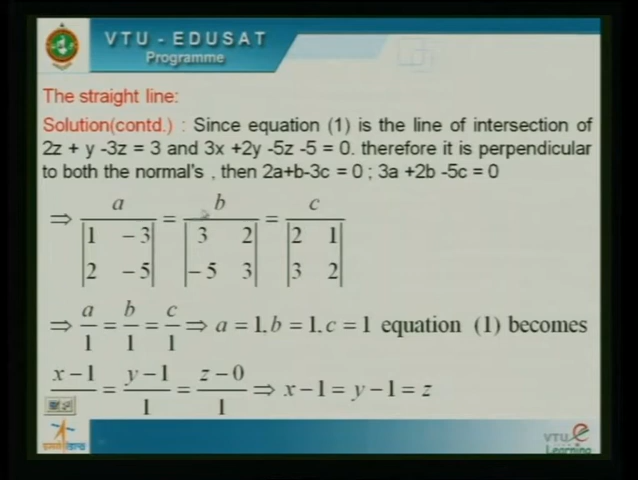 VTU - EDUSAT
Programme
The straight line:
Solution(contd.) : Since equation (1) is the line of intersection of
2z + y -3z = 3 and 3x +2y -5z -5 = 0. therefore it is perpendicular
to both the normal's , then 2a+b-3c = 0 ; 3a +2b -5c = 0
⇒ a / |1 −3; 2 −5| = b / |3 2; −5 3| = c / |2 1; 3 2|
⇒ a/1 = b/1 = c/1 ⇒ a = 1, b = 1, c = 1 equation (1) becomes
x−1 / = y−1 / 1 = z−0 / 1 ⇒ x−1 = y−1 = z
VTU e
Learning